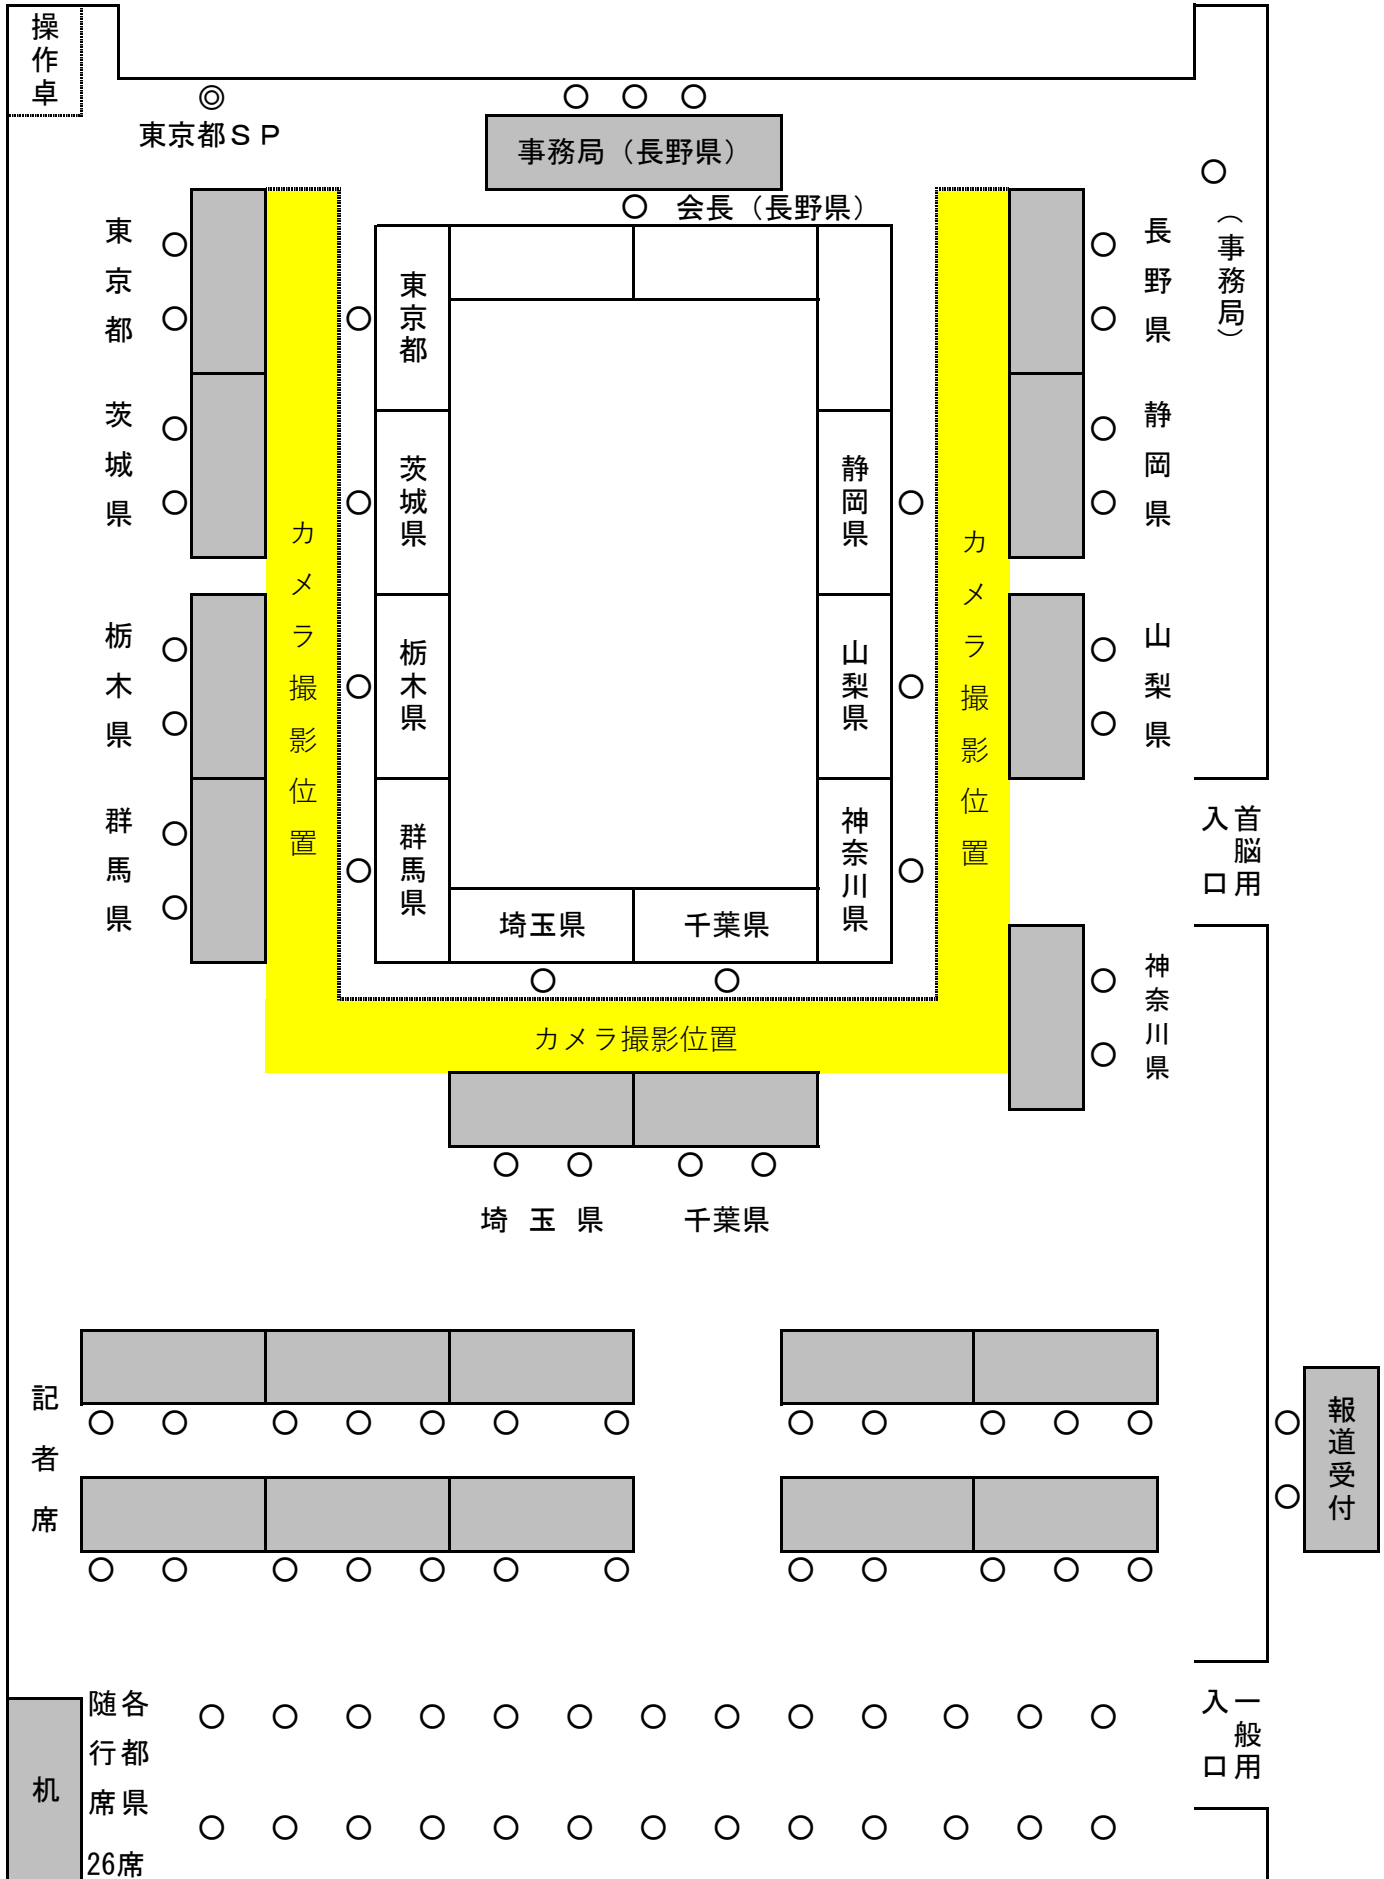 操作卓
東京都ＳＰ
事務局（長野県）
会長（長野県）
（事務局）
東京都
茨城県
栃木県
群馬県
カメラ撮影位置
東京都
茨城県
栃木県
群馬県
埼玉県
千葉県
静岡県
山梨県
神奈川県
カメラ撮影位置
長野県
静岡県
山梨県
神奈川県
首脳用
入口
カメラ撮影位置
埼玉県
千葉県
記者席
報道受付
各都県
随行席
26席
机
一般用
入口